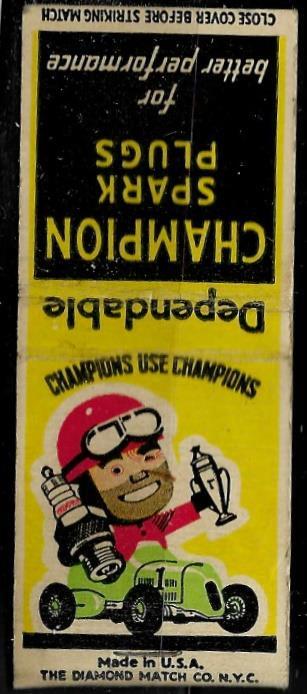 CLOSE COVER BEFORE STRIKING MATCH
for
better performance
CHAMPION
SPARK
PLUGS
Dependable
CHAMPIONS USE CHAMPIONS
1
Made in U.S.A.
THE DIAMOND MATCH CO. N.Y.C.